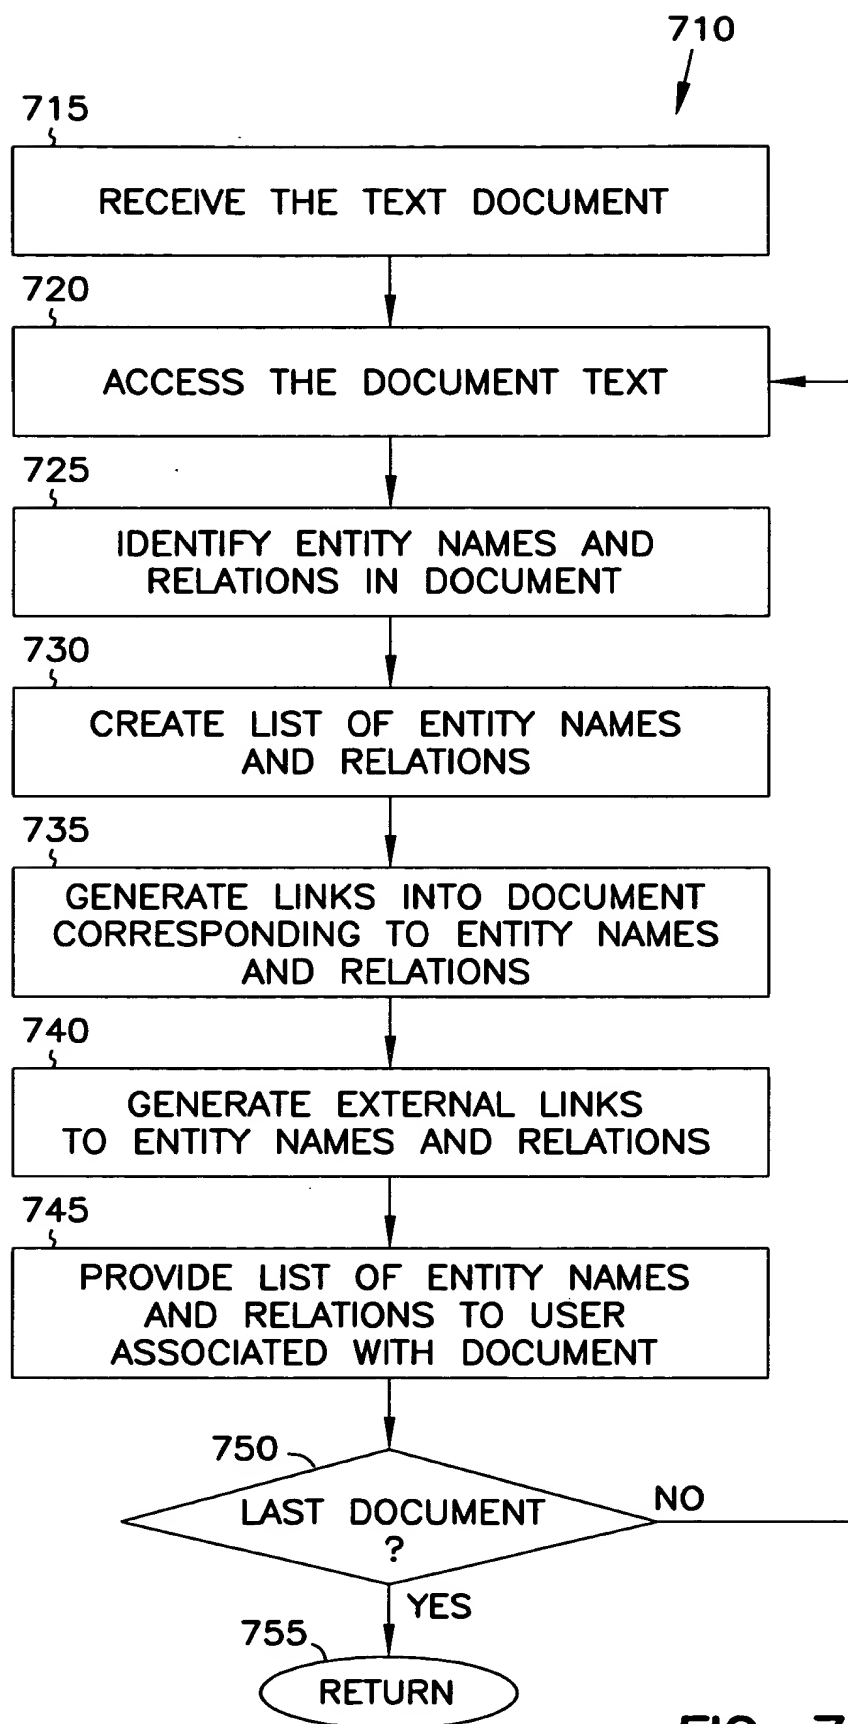 710
715
RECEIVE THE TEXT DOCUMENT
720
ACCESS THE DOCUMENT TEXT
725
IDENTIFY ENTITY NAMES AND
RELATIONS IN DOCUMENT
730
CREATE LIST OF ENTITY NAMES
AND RELATIONS
735
GENERATE LINKS INTO DOCUMENT
CORRESPONDING TO ENTITY NAMES
AND RELATIONS
740
GENERATE EXTERNAL LINKS
TO ENTITY NAMES AND RELATIONS
745
PROVIDE LIST OF ENTITY NAMES
AND RELATIONS TO USER
ASSOCIATED WITH DOCUMENT
750
LAST DOCUMENT
?
NO
YES
755
RETURN
FIG. 7